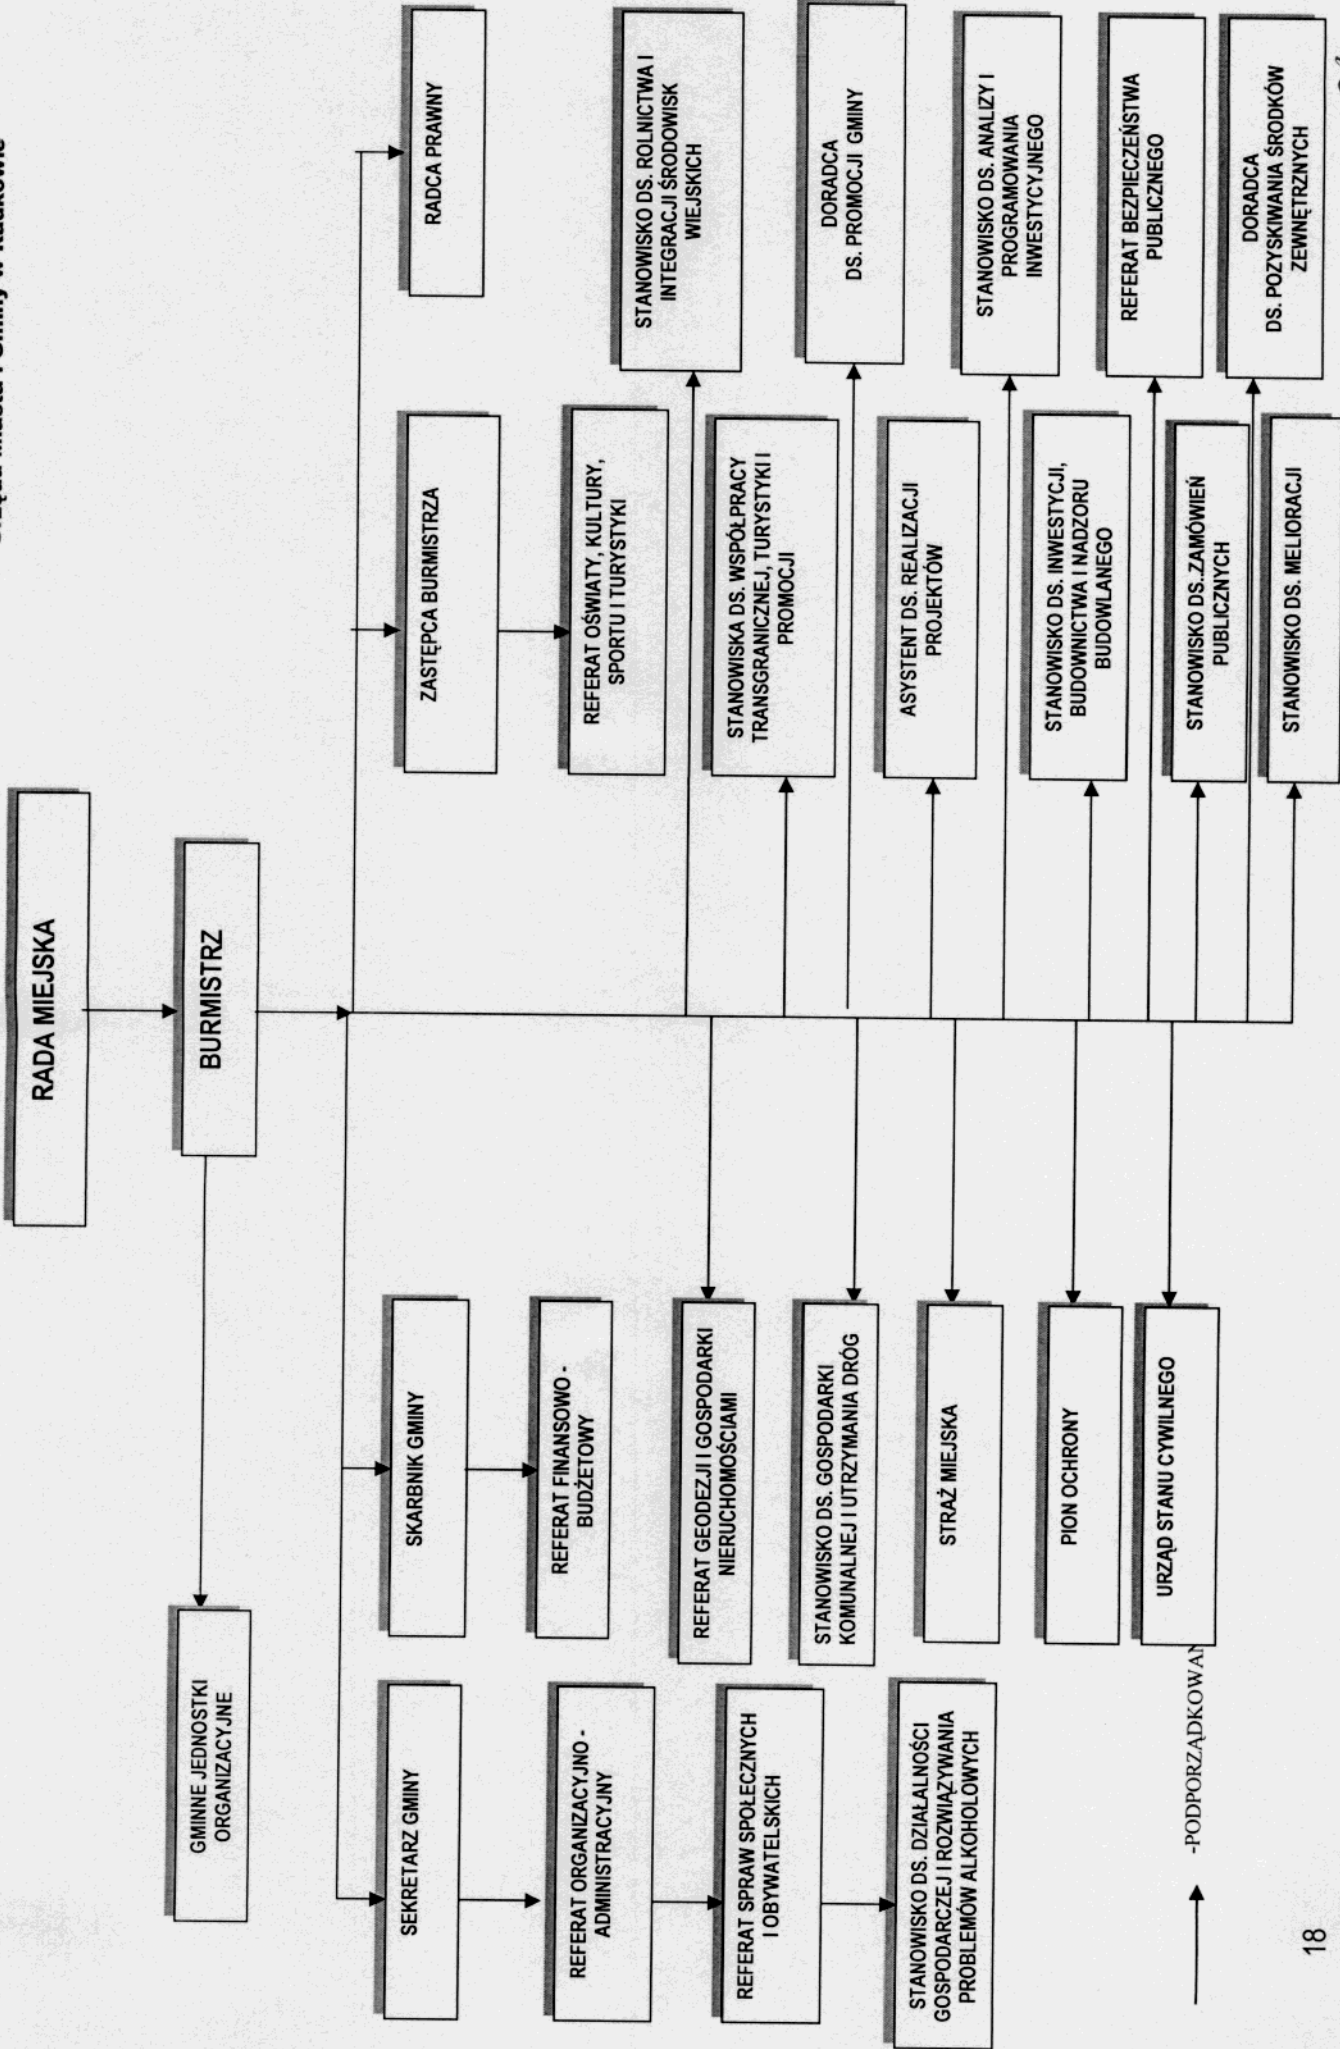 Miasta i Gminy w
RADA MIEJSKA
BURMISTRZ
GMINNE JEDNOSTKI
ORGANIZACYJNE
SEKRETARZ GMINY
SKARBNIK GMINY
ZASTĘPCA BURMISTRZA
RADCA PRAWNY
REFERAT ORGANIZACYJNO -
ADMINISTRACYJNY
REFERAT FINANSOWO -
BUDŻETOWY
REFERAT OŚWIATY, KULTURY,
SPORTU I TURYSTYKI
STANOWISKO DS. ROLNICTWA I
INTEGRACJI ŚRODOWISK
WIEJSKICH
REFERAT SPRAW SPOŁECZNYCH
I OBYWATELSKICH
REFERAT GEODEZJI I GOSPODARKI
NIERUCHOMOŚCIAMI
STANOWISKA DS. WSPÓŁPRACY
TRANSGRANICZNEJ, TURYSTYKI I
PROMOCJI
DORADCA
DS. PROMOCJI GMINY
STANOWISKO DS. DZIAŁALNOŚCI
GOSPODARCZEJ I ROZWIĄZYWANIA
PROBLEMÓW ALKOHOLOWYCH
STANOWISKO DS. GOSPODARKI
KOMUNALNEJ I UTRZYMANIA DRÓG
ASYSTENT DS. REALIZACJI
PROJEKTÓW
STANOWISKO DS. ANALIZY I
PROGRAMOWANIA
INWESTYCYJNEGO
STRAŻ MIEJSKA
STANOWISKO DS. INWESTYCJI,
BUDOWNICTWA I NADZORU
BUDOWLANEGO
REFERAT BEZPIECZEŃSTWA
PUBLICZNEGO
PION OCHRONY
STANOWISKO DS. ZAMÓWIEŃ
PUBLICZNYCH
DORADCA
DS. POZYSKIWANIA ŚRODKÓW
ZEWNĘTRZNYCH
URZĄD STANU CYWILNEGO
STANOWISKO DS. MELIORACJI
-PODPORZĄDKOWAN
18